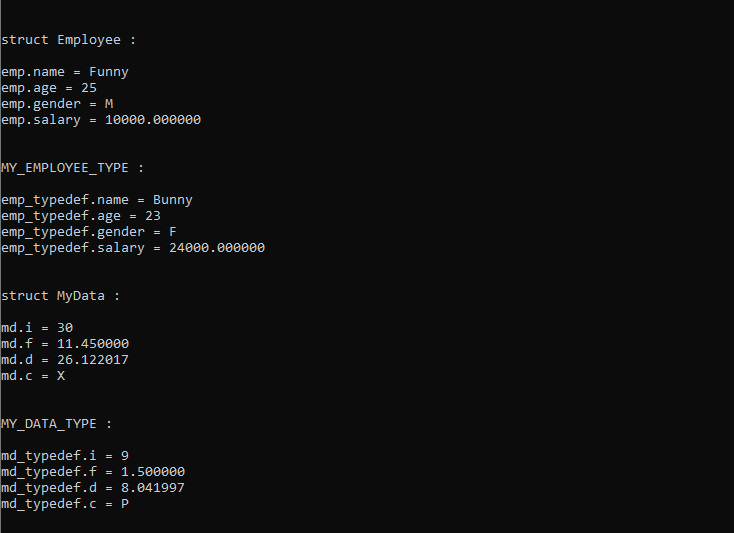 struct Employee :
emp.name = Funny
emp.age = 25
emp.gender = M
emp.salary = 10000.000000
MY_EMPLOYEE_TYPE :
emp_typedef.name = Bunny
emp_typedef.age = 23
emp_typedef.gender = F
emp_typedef.salary = 24000.000000
struct MyData :
md.i = 30
md.f = 11.450000
md.d = 26.122017
md.c = X
MY_DATA_TYPE :
md_typedef.i = 9
md_typedef.f = 1.500000
md_typedef.d = 8.041997
md_typedef.c = P